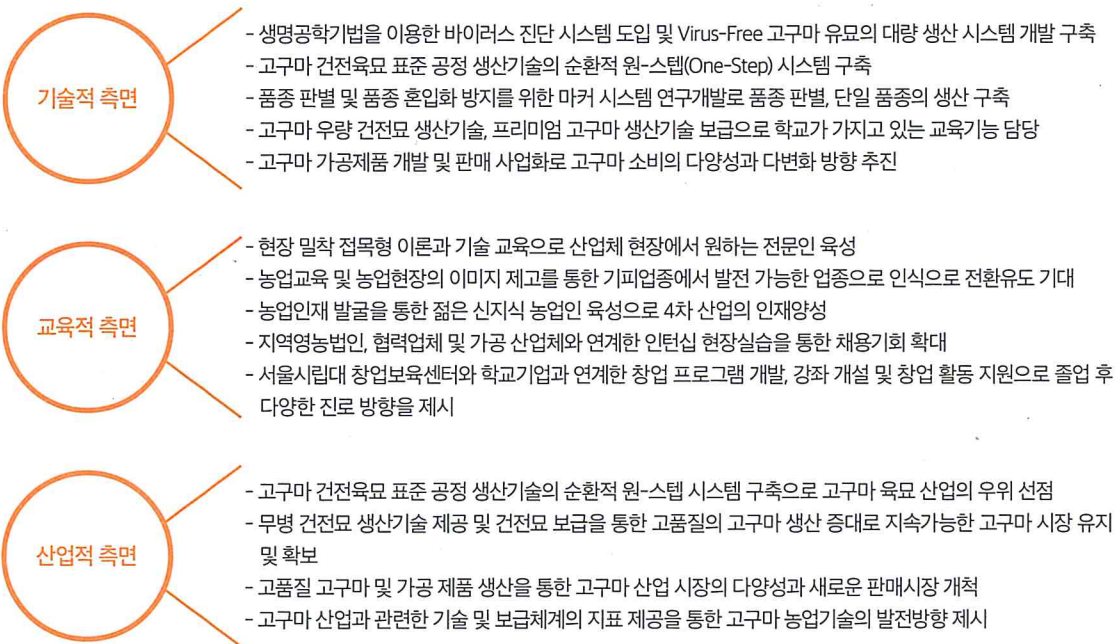 기술적 측면
- 생명공학기법을 이용한 바이러스 진단 시스템 도입 및 Virus-Free 고구마 유묘의 대량 생산 시스템 개발 구축
- 고구마 건전육묘 표준 공정 생산기술의 순환적 원-스텝(One-Step) 시스템 구축
- 품종 판별 및 품종 혼입화 방지를 위한 마커 시스템 연구개발로 품종 판별, 단일 품종의 생산 구축
- 고구마 우량 건전묘 생산기술, 프리미엄 고구마 생산기술 보급으로 학교가 가지고 있는 교육기능 담당
- 고구마 가공제품 개발 및 판매 사업화로 고구마 소비의 다양성과 다변화 방향 추진
교육적 측면
- 현장 밀착 접목형 이론과 기술 교육으로 산업체 현장에서 원하는 전문인 육성
- 농업교육 및 농업현장의 이미지 제고를 통한 기피업종에서 발전 가능한 업종으로 인식으로 전환유도 기대
- 농업인재 발굴을 통한 젊은 신지식 농업인 육성으로 4차 산업의 인재양성
- 지역영농법인, 협력업체 및 가공 산업체와 연계한 인턴십 현장실습을 통한 채용기회 확대
- 서울시립대 창업보육센터와 학교기업과 연계한 창업 프로그램 개발, 강좌 개설 및 창업 활동 지원으로 졸업 후
다양한 진로 방향을 제시
산업적 측면
- 고구마 건전육묘 표준 공정 생산기술의 순환적 원-스텝 시스템 구축으로 고구마 육묘 산업의 우위 선점
- 무병 건전묘 생산기술 제공 및 건전묘 보급을 통한 고품질의 고구마 생산 증대로 지속가능한 고구마 시장 유지
및 확보
- 고품질 고구마 및 가공 제품 생산을 통한 고구마 산업 시장의 다양성과 새로운 판매시장 개척
- 고구마 산업과 관련한 기술 및 보급체계의 지표 제공을 통한 고구마 농업기술의 발전방향 제시